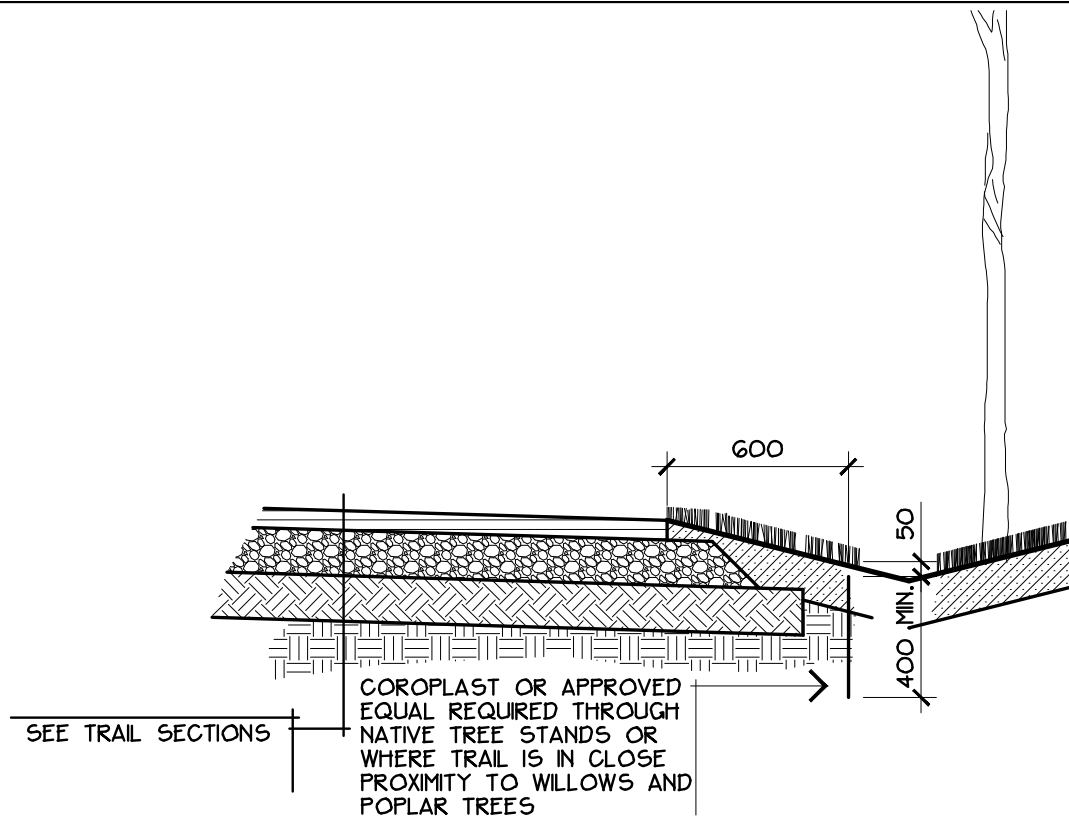 600
50
400 MIN.
COROPLAST OR APPROVED
EQUAL REQUIRED THROUGH
NATIVE TREE STANDS OR
WHERE TRAIL IS IN CLOSE
PROXIMITY TO WILLOWS AND
POPLAR TREES
SEE TRAIL SECTIONS